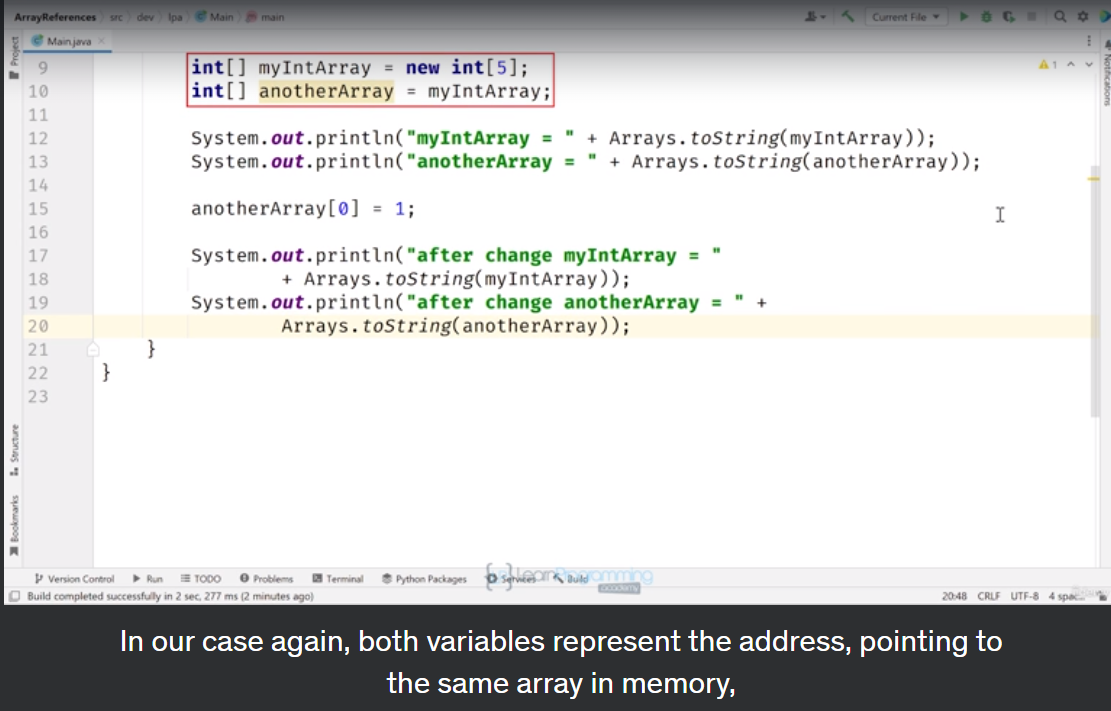 ArrayReferences src dev lpa Main main
Current File
Main.java
Project
Notifications
1
9 int[] myIntArray = new int[5];
10 int[] anotherArray = myIntArray;
11
12 System.out.println("myIntArray = " + Arrays.toString(myIntArray));
13 System.out.println("anotherArray = " + Arrays.toString(anotherArray));
14
15 anotherArray[0] = 1;
16
17 System.out.println("after change myIntArray = "
18 + Arrays.toString(myIntArray));
19 System.out.println("after change anotherArray = " +
20 Arrays.toString(anotherArray));
21 }
22 }
23
Structure
Bookmarks
Version Control Run TODO Problems Terminal Python Packages Services Build
LearnProgramming
academy
Build completed successfully in 2 sec, 277 ms (2 minutes ago) 20:48 CRLF UTF-8 4 spac...
In our case again, both variables represent the address, pointing to
the same array in memory,